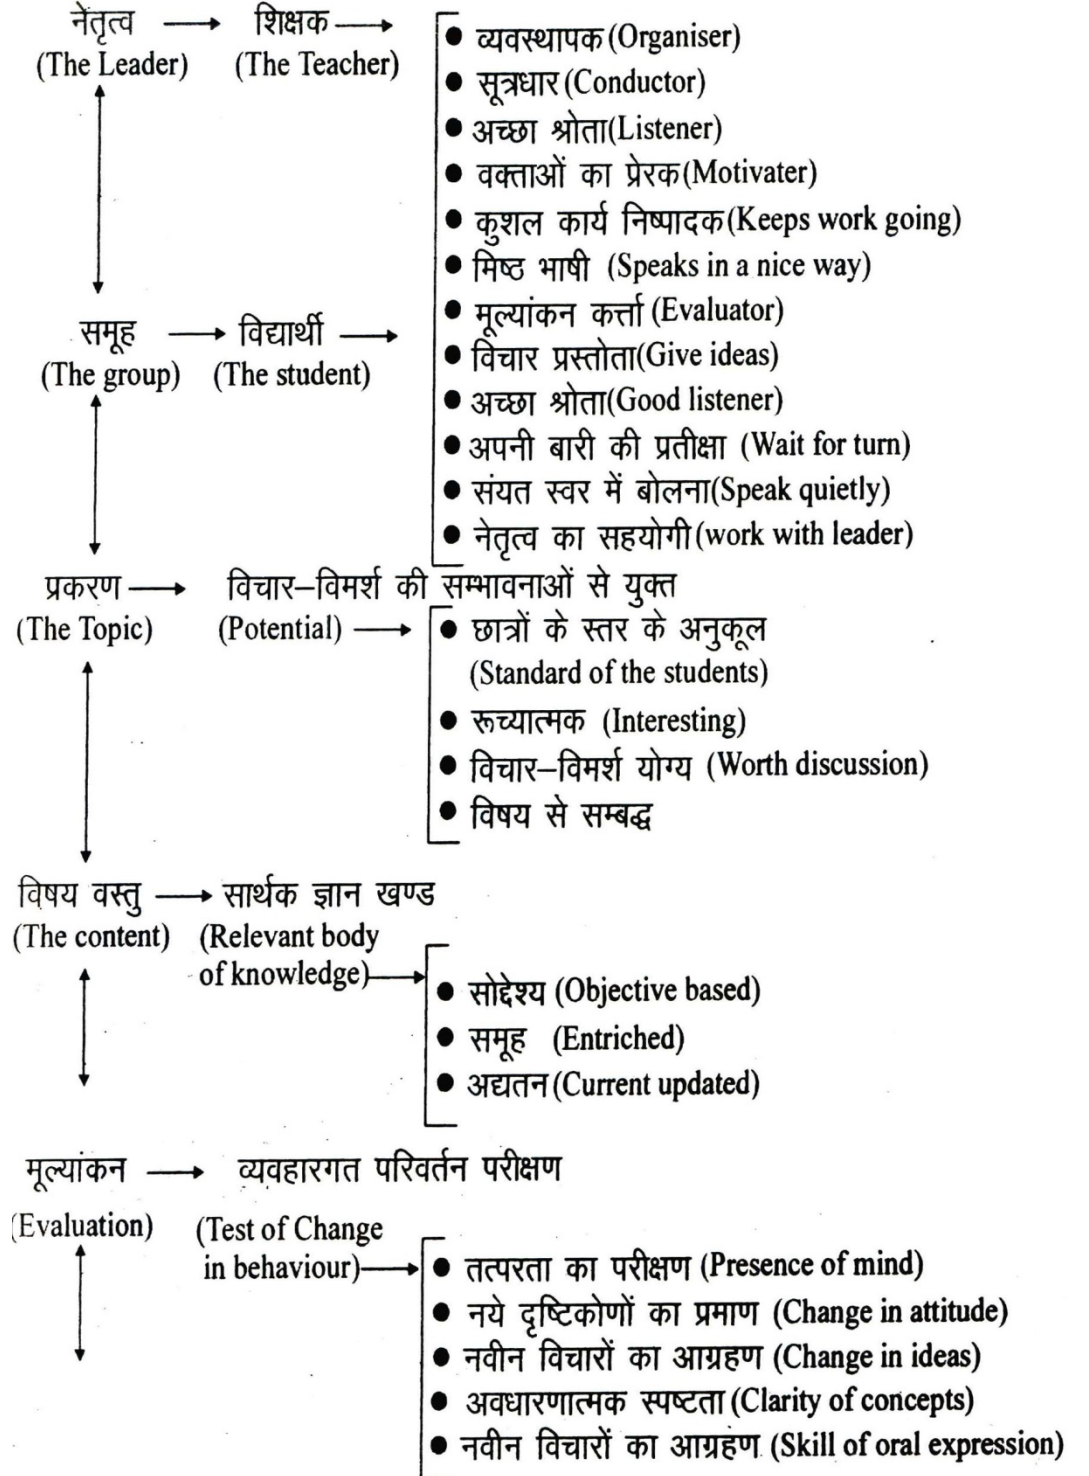 नेतृत्व → शिक्षक →
(The Leader) (The Teacher)
● व्यवस्थापक (Organiser)
● सूत्रधार (Conductor)
● अच्छा श्रोता(Listener)
● वक्ताओं का प्रेरक(Motivater)
● कुशल कार्य निष्पादक(Keeps work going)
● मिष्ठ भाषी (Speaks in a nice way)
● मूल्यांकन कर्त्ता (Evaluator)
समूह → विद्यार्थी →
(The group) (The student)
● विचार प्रस्तोता(Give ideas)
● अच्छा श्रोता(Good listener)
● अपनी बारी की प्रतीक्षा (Wait for turn)
● संयत स्वर में बोलना(Speak quietly)
● नेतृत्व का सहयोगी (work with leader)
प्रकरण → विचार–विमर्श की सम्भावनाओं से युक्त
(The Topic) (Potential) →
● छात्रों के स्तर के अनुकूल
(Standard of the students)
● रूच्यात्मक (Interesting)
● विचार–विमर्श योग्य (Worth discussion)
● विषय से सम्बद्ध
विषय वस्तु → सार्थक ज्ञान खण्ड
(The content) (Relevant body
of knowledge) →
● सोद्देश्य (Objective based)
● समूह (Entriched)
● अद्यतन (Current updated)
मूल्यांकन → व्यवहारगत परिवर्तन परीक्षण
(Evaluation) (Test of Change
in behaviour) →
● तत्परता का परीक्षण (Presence of mind)
● नये दृष्टिकोणों का प्रमाण (Change in attitude)
● नवीन विचारों का आग्रहण (Change in ideas)
● अवधारणात्मक स्पष्टता (Clarity of concepts)
● नवीन विचारों का आग्रहण (Skill of oral expression)